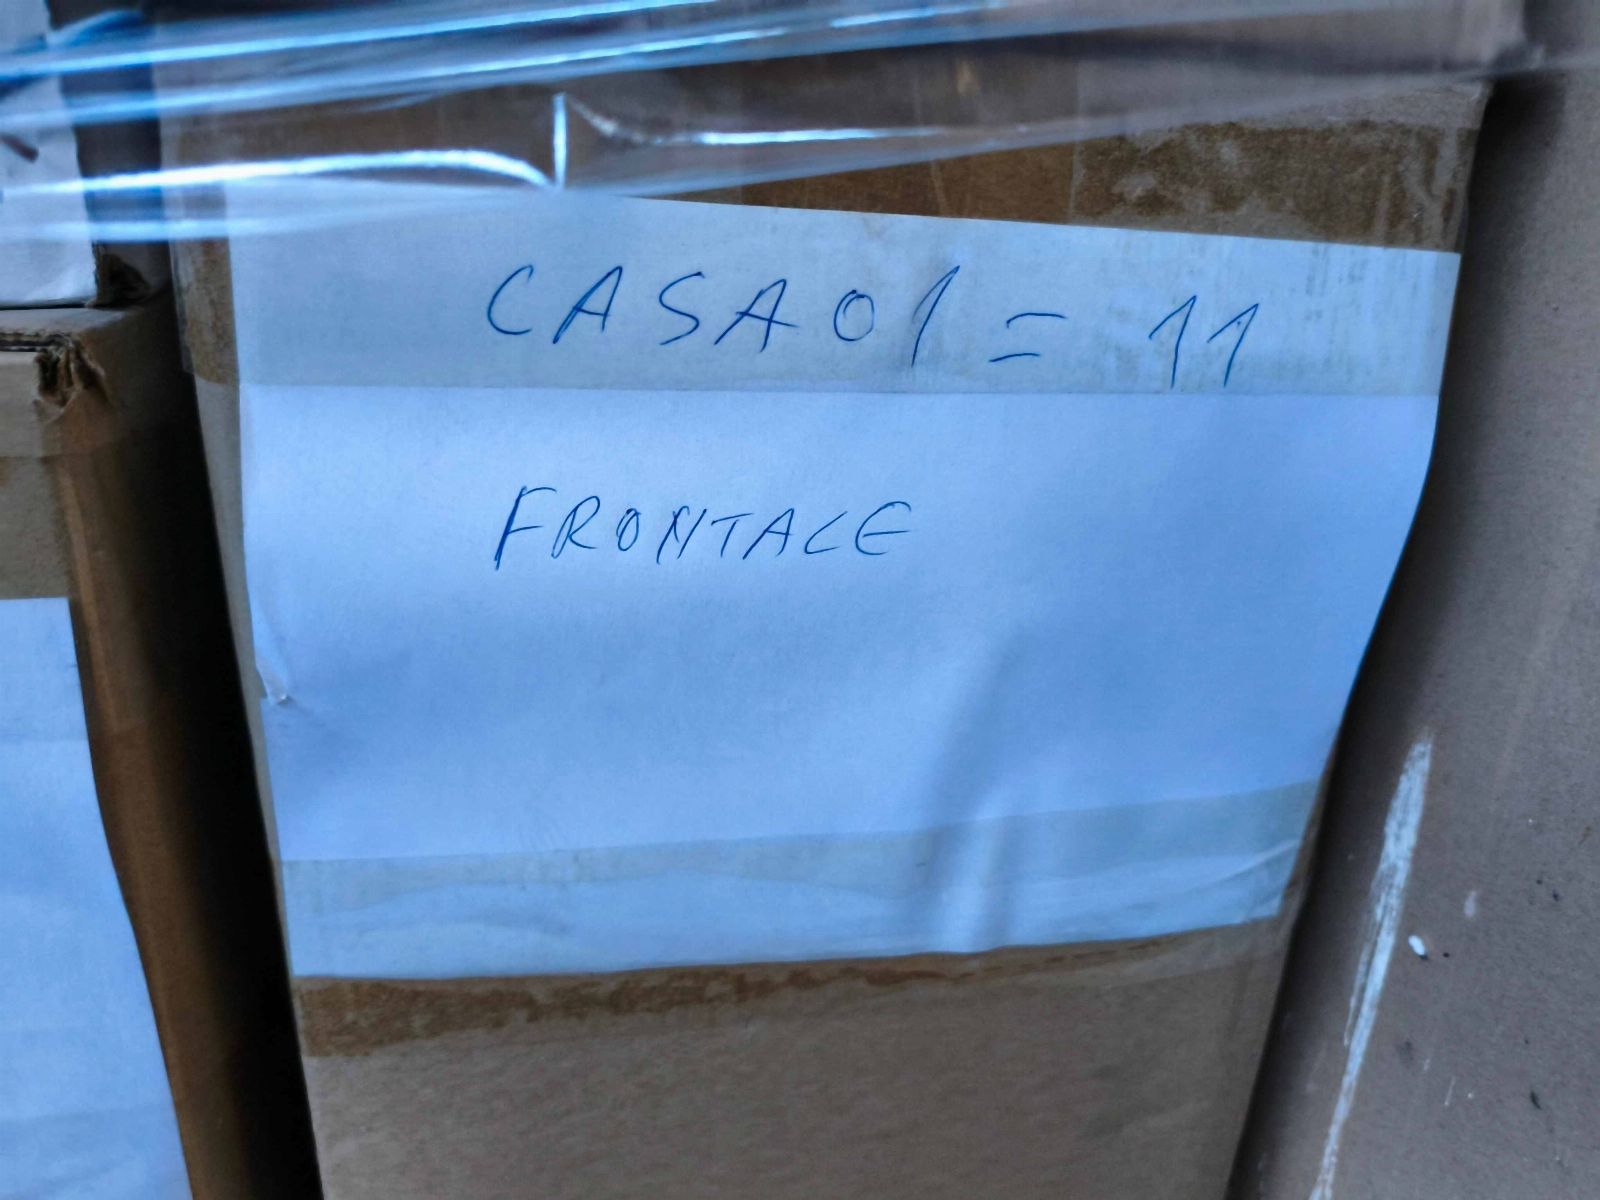 CASA01 = 11
FRONTALE